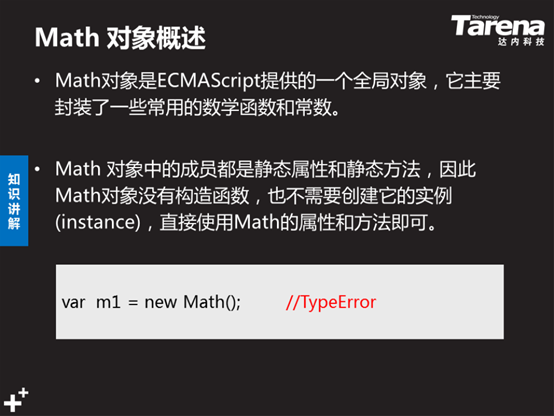 Math 对象概述
Technology
Tarena
达内科技
• Math对象是ECMAScript提供的一个全局对象，它主要
封装了一些常用的数学函数和常数。
• Math 对象中的成员都是静态属性和静态方法，因此
Math对象没有构造函数，也不需要创建它的实例
(instance)，直接使用Math的属性和方法即可。
知识讲解
var m1 = new Math(); //TypeError